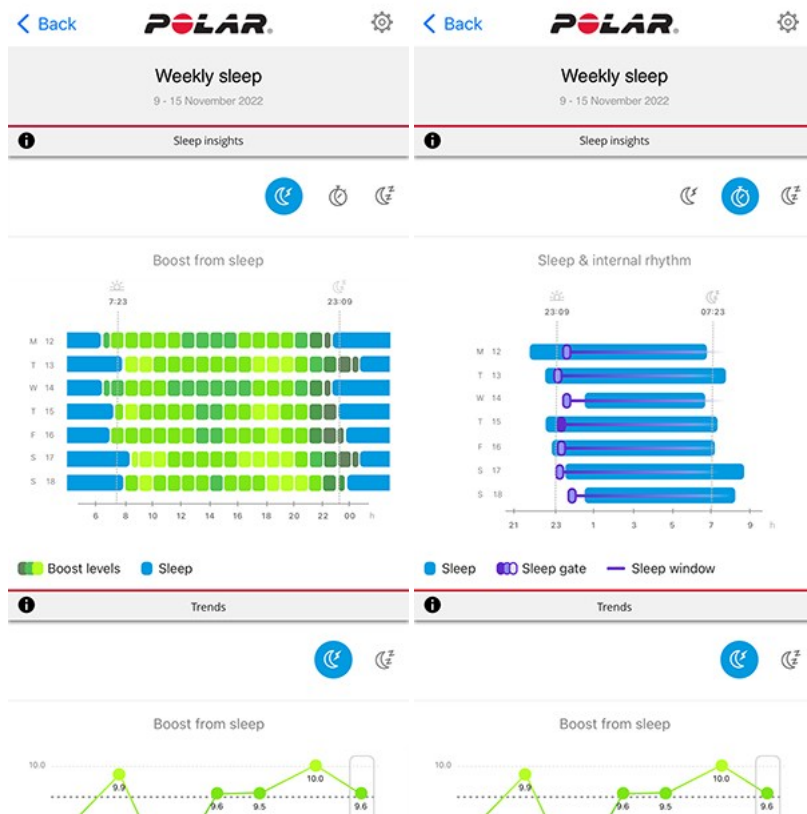 Back POLAR.
Weekly sleep
9 - 15 November 2022
Sleep insights
Boost from sleep
7:23 23:09
M 12
T 13
W 14
T 15
F 16
S 17
S 18
6 8 10 12 14 16 18 20 22 00 h
Boost levels Sleep
Trends
Boost from sleep
10.0
9.9 9.6 9.5 10.0 9.6
Back POLAR.
Weekly sleep
9 - 15 November 2022
Sleep insights
Sleep & internal rhythm
23:09 07:23
M 12
T 13
W 14
T 15
F 16
S 17
S 18
21 23 1 3 5 7 9 h
Sleep Sleep gate Sleep window
Trends
Boost from sleep
10.0
9.9 9.6 9.5 10.0 9.6